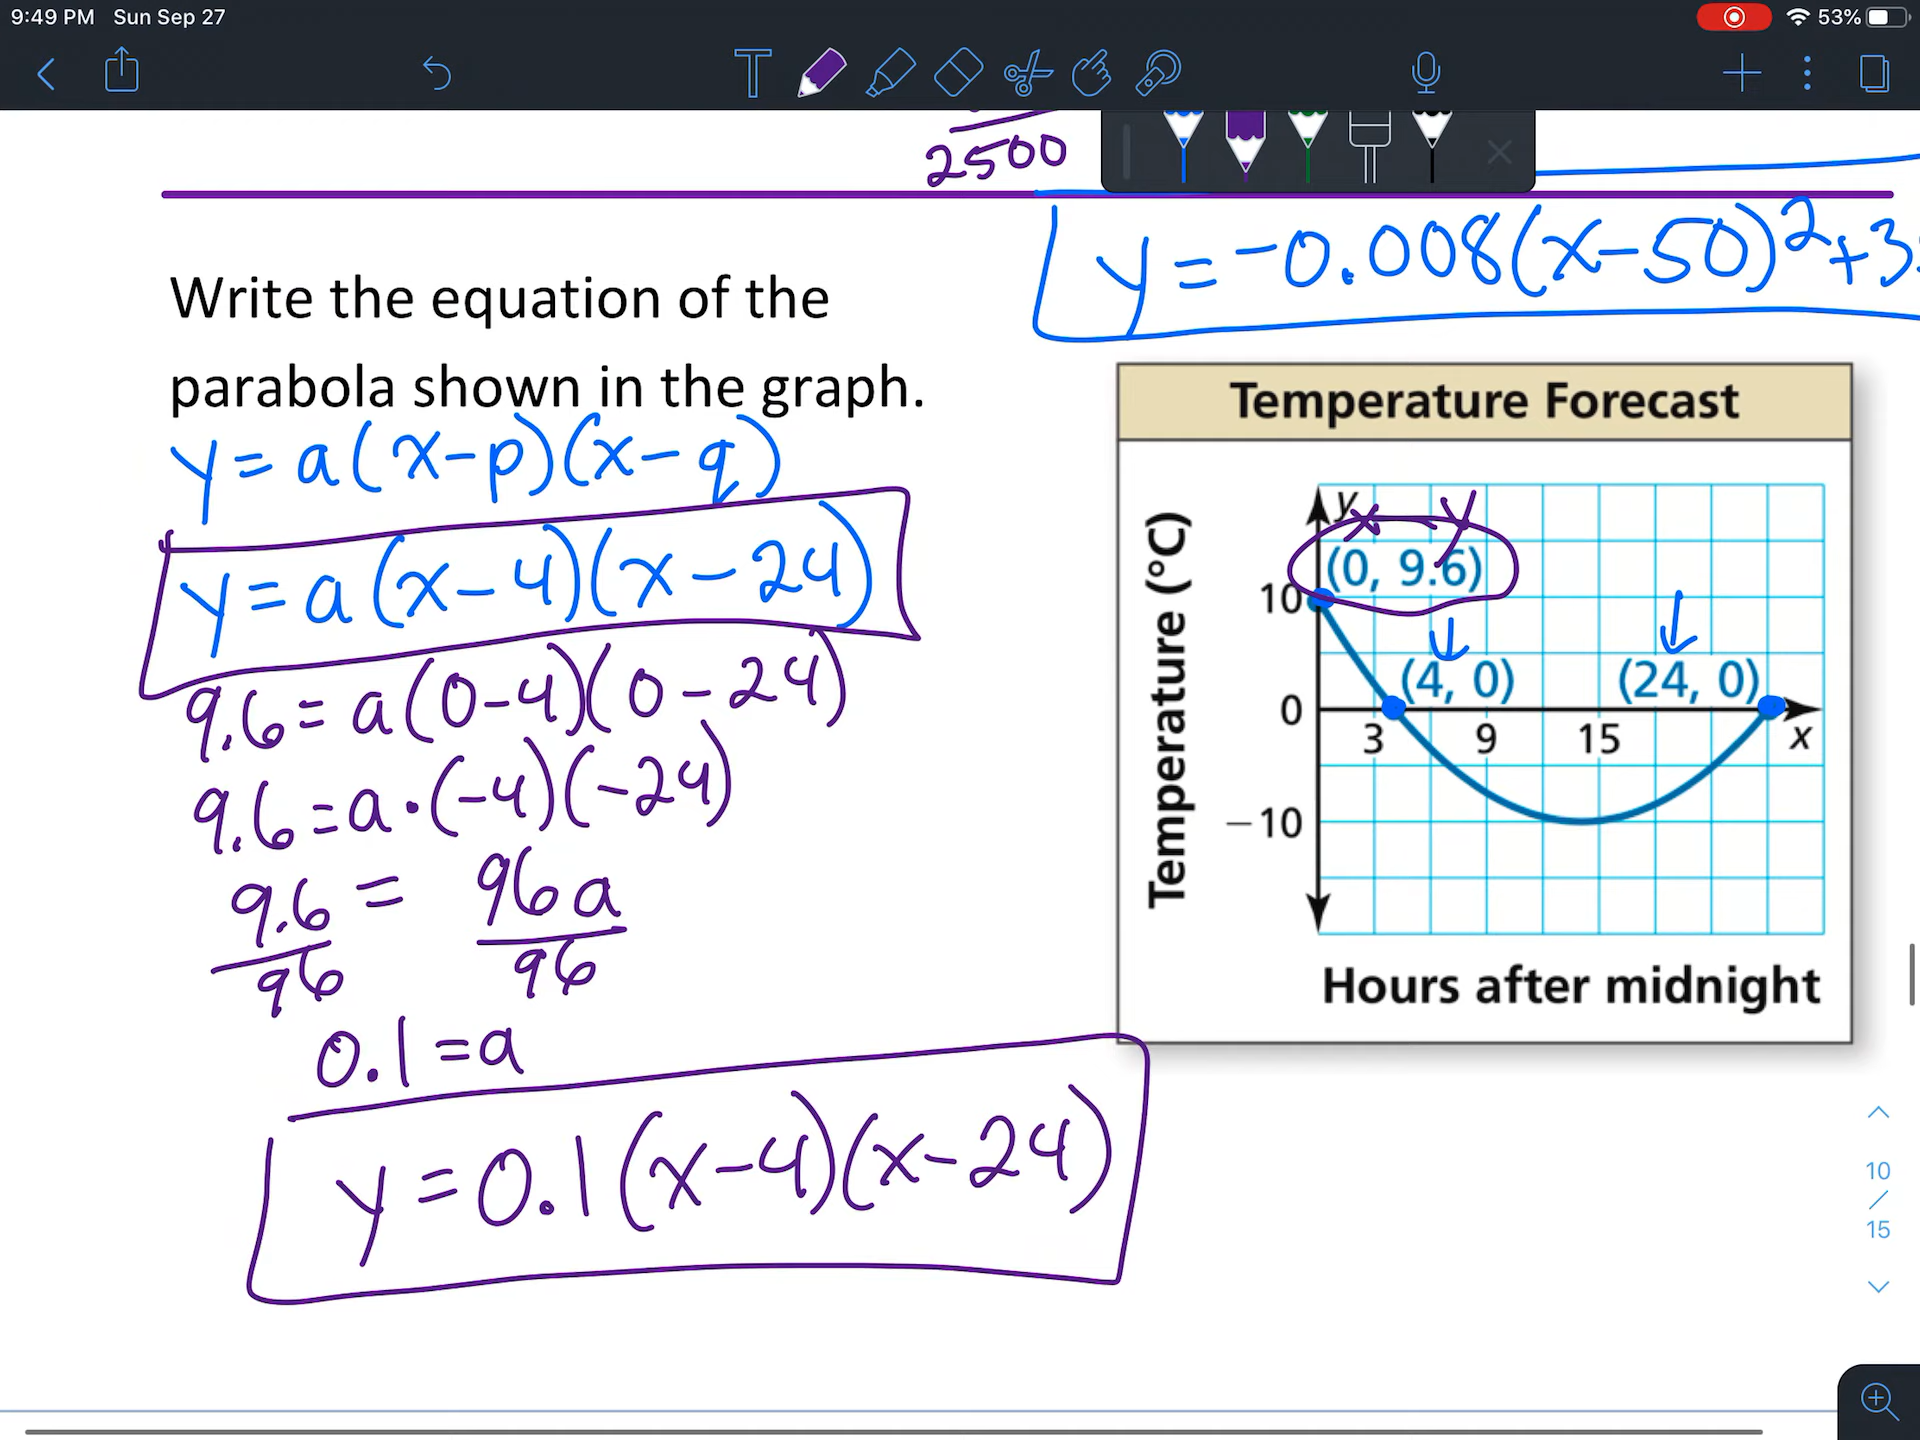 9:49 PM Sun Sep 27
53%
T
2500
y = -0.008(x-50)²+3
Write the equation of the
parabola shown in the graph.
y = a(x-p)(x-q)
y = a(x-4)(x-24)
9.6 = a(0-4)(0-24)
9.6 = a·(-4)(-24)
9.6 = 96a
96 96
0.1 = a
y = 0.1(x-4)(x-24)
Temperature Forecast
y
x y
(0, 9.6)
10
(4, 0) (24, 0)
0
3 9 15 x
-10
Temperature (°C)
Hours after midnight
10
/
15